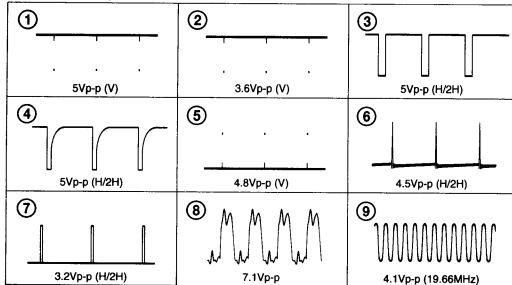 ① ② ③
5Vp-p (V) 3.6Vp-p (V) 5Vp-p (H/2H)
④ ⑤ ⑥
5Vp-p (H/2H) 4.8Vp-p (V) 4.5Vp-p (H/2H)
⑦ ⑧ ⑨
3.2Vp-p (H/2H) 7.1Vp-p 4.1Vp-p (19.66MHz)